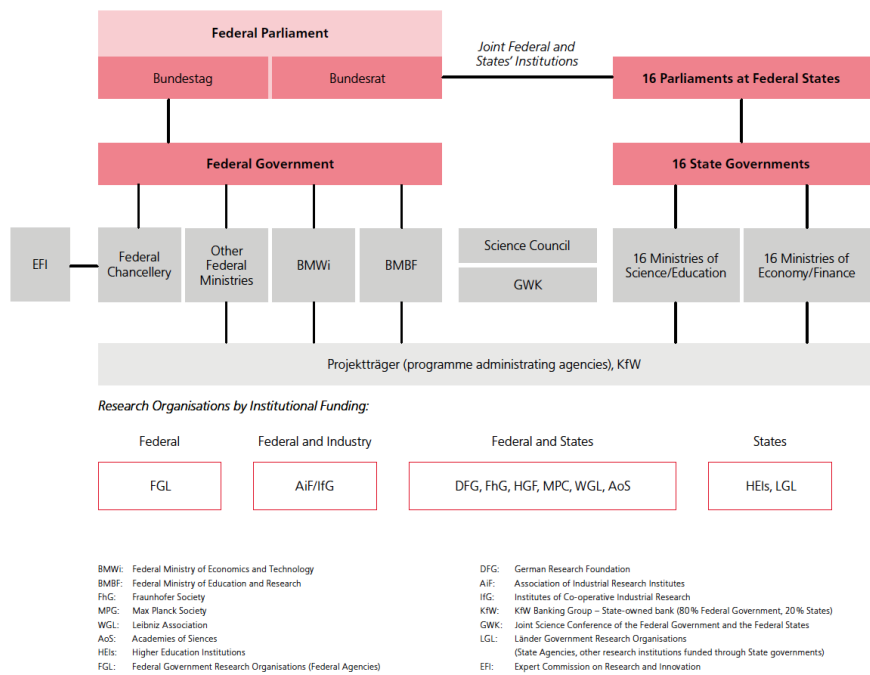 Federal Parliament
Joint Federal and
States' Institutions
Bundestag
Bundesrat
16 Parliaments at Federal States
Federal Government
16 State Governments
EFI
Federal
Chancellery
Other
Federal
Ministries
BMWi
BMBF
Science Council
GWK
16 Ministries of
Science/Education
16 Ministries of
Economy/Finance
Projektträger (programme administrating agencies), KfW
Research Organisations by Institutional Funding:
Federal
Federal and Industry
Federal and States
States
FGL
AiF/IfG
DFG, FhG, HGF, MPC, WGL, AoS
HEIs, LGL
BMWi: Federal Ministry of Economics and Technology
BMBF: Federal Ministry of Education and Research
FhG: Fraunhofer Society
MPG: Max Planck Society
WGL: Leibniz Association
AoS: Academies of Siences
HEIs: Higher Education Institutions
FGL: Federal Government Research Organisations (Federal Agencies)
DFG: German Research Foundation
AiF: Association of Industrial Research Institutes
IfG: Institutes of Co-operative Industrial Research
KfW: KfW Banking Group – State-owned bank (80% Federal Government, 20% States)
GWK: Joint Science Conference of the Federal Government and the Federal States
LGL: Länder Government Research Organisations
(State Agencies, other research institutions funded through State governments)
EFI: Expert Commission on Research and Innovation